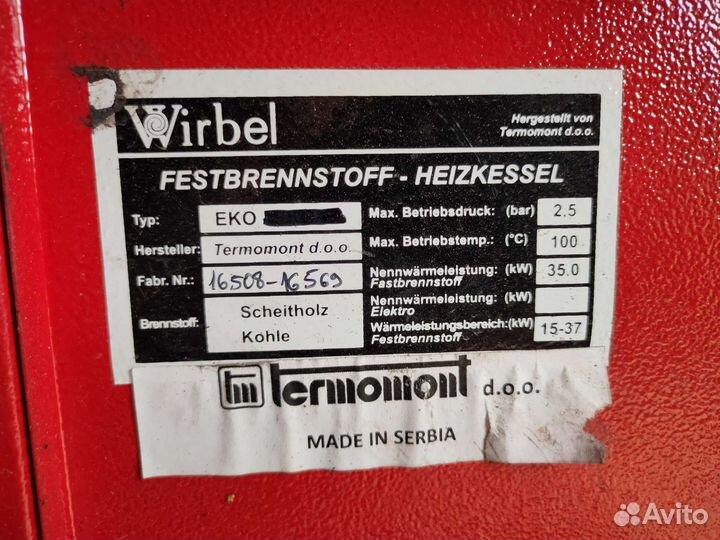 Wirbel
Hergestellt von
Termomont d.o.o.
FESTBRENNSTOFF - HEIZKESSEL
Typ: EKO
Hersteller: Termomont d.o.o.
Fabr. Nr.: 16508-16569
Brennstoff: Scheitholz
Kohle
Max. Betriebsdruck: (bar) 2.5
Max. Betriebstemp.: (°C) 100
Nennwärmeleistung: (kW) 35.0
Festbrennstoff
Nennwärmeleistung: (kW)
Elektro
Wärmeleistungsbereich:(kW) 15-37
Festbrennstoff
tm termomont d.o.o.
MADE IN SERBIA
Avito